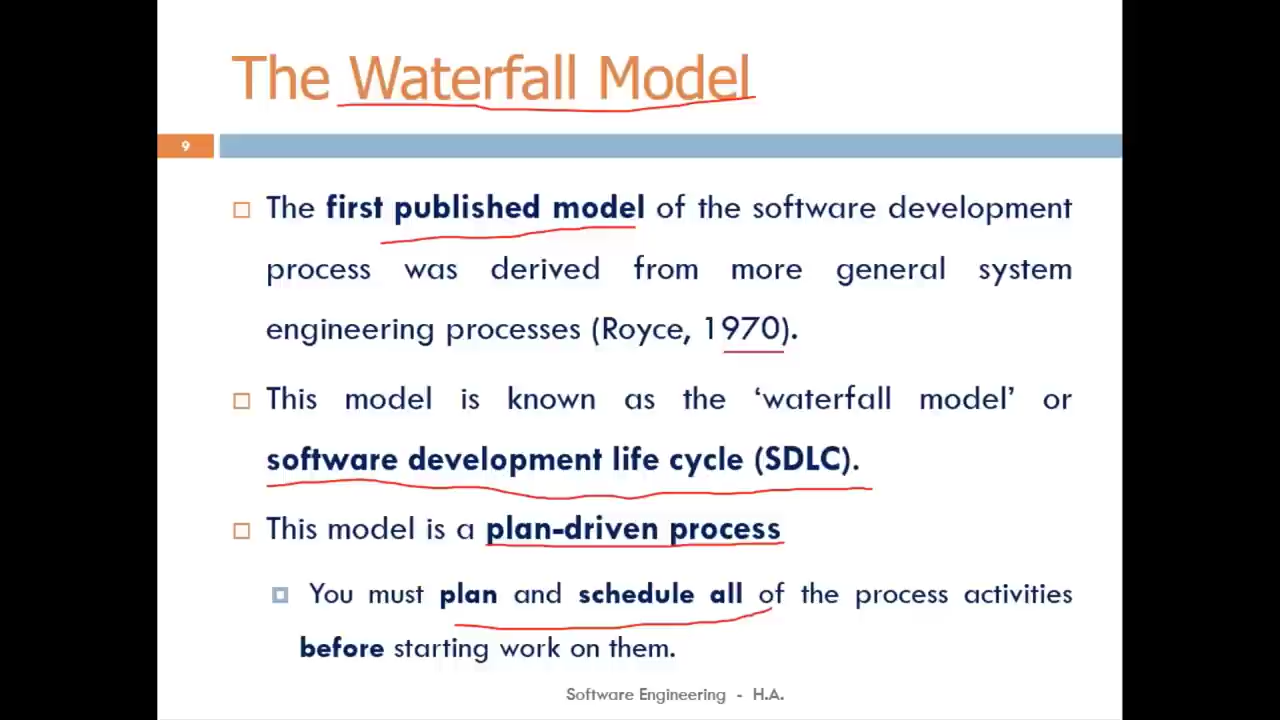 The Waterfall Model
9
The first published model of the software development
process was derived from more general system
engineering processes (Royce, 1970).
This model is known as the ‘waterfall model’ or
software development life cycle (SDLC).
This model is a plan-driven process
You must plan and schedule all of the process activities
before starting work on them.
Software Engineering - H.A.